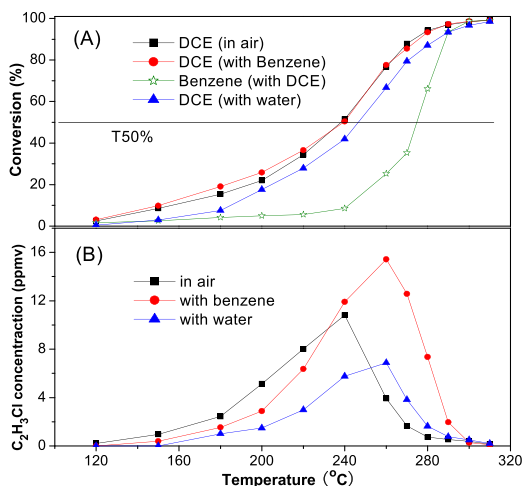 100
80
60
40
20
0
Conversion (%)
(A)
DCE (in air)
DCE (with Benzene)
Benzene (with DCE)
DCE (with water)
T50%
16
12
8
4
0
C₂H₃Cl concentraction (ppmv)
(B)
in air
with benzene
with water
120 160 200 240 280 320
Temperature (°C)